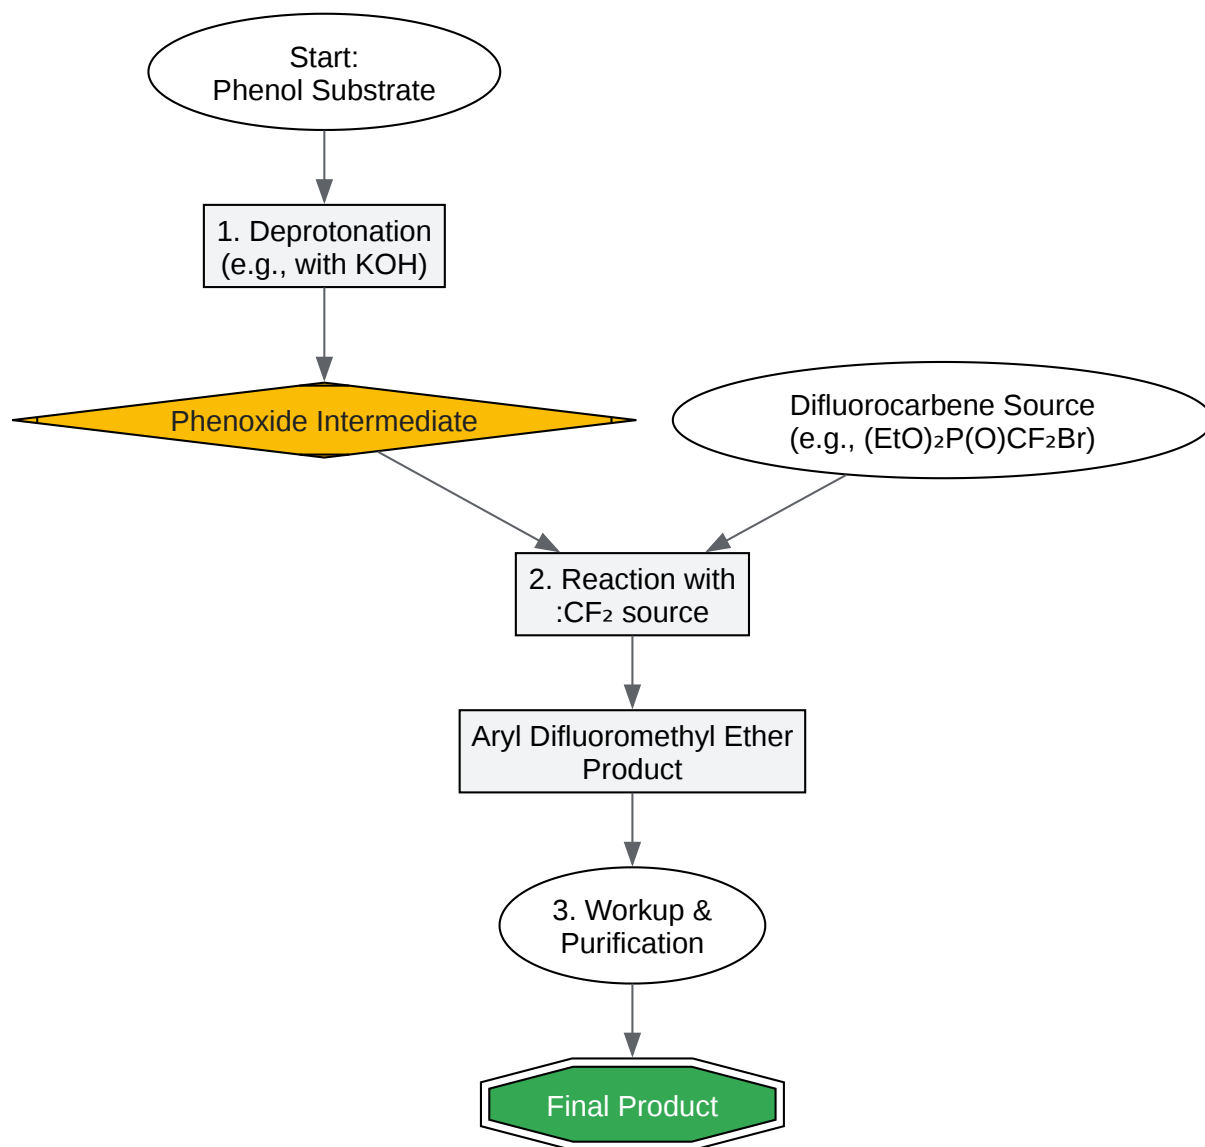 Start:
Phenol Substrate
1. Deprotonation
(e.g., with KOH)
Phenoxide Intermediate
Difluorocarbene Source
(e.g., (EtO)₂P(O)CF₂Br)
2. Reaction with
:CF₂ source
Aryl Difluoromethyl Ether
Product
3. Workup &
Purification
Final Product